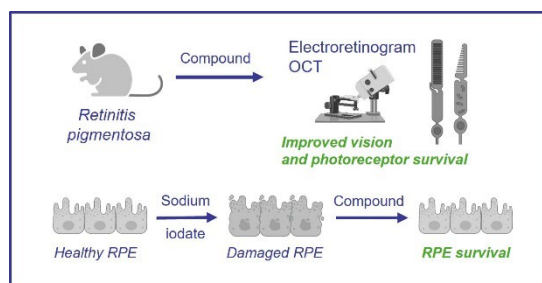 Compound
Electroretinogram
OCT
Retinitis
pigmentosa
Improved vision
and photoreceptor survival
Sodium
iodate
Compound
Healthy RPE
Damaged RPE
RPE survival